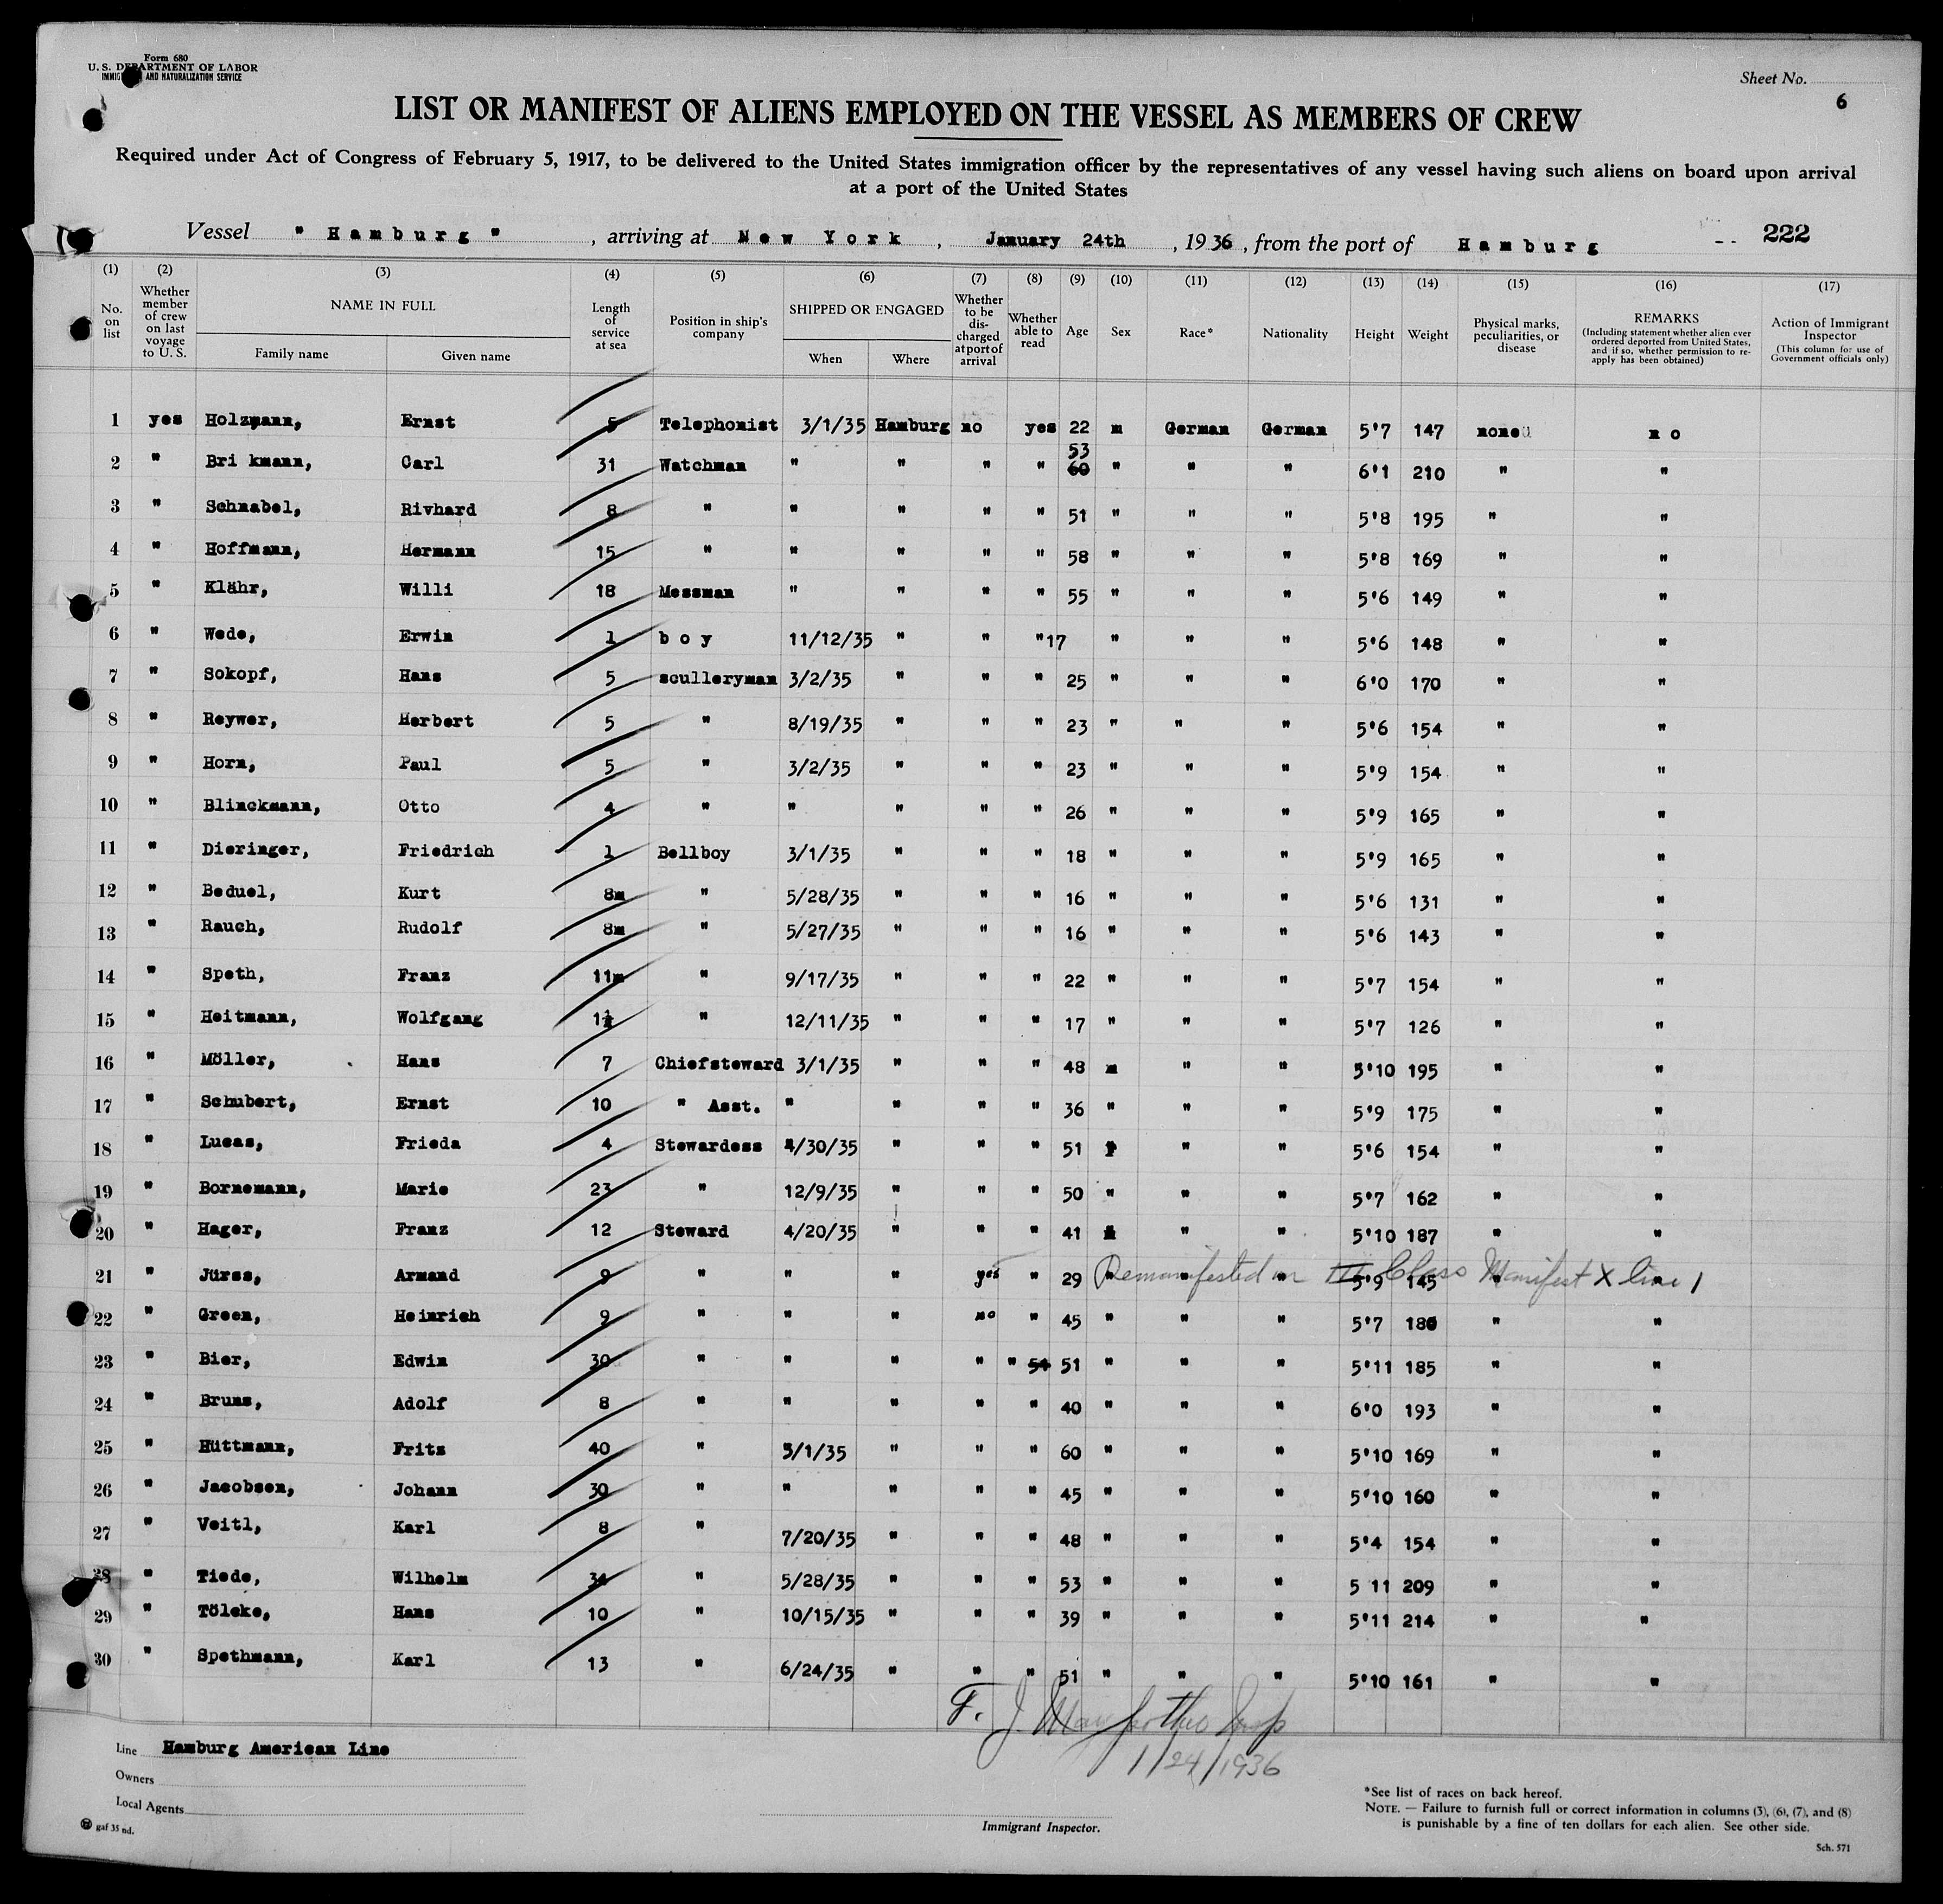 Form 680
U. S. DEPARTMENT OF LABOR
IMMIG AND NATURALIZATION SERVICE
Sheet No.
6
LIST OR MANIFEST OF ALIENS EMPLOYED ON THE VESSEL AS MEMBERS OF CREW
Required under Act of Congress of February 5, 1917, to be delivered to the United States immigration officer by the representatives of any vessel having such aliens on board upon arrival
at a port of the United States
Vessel "Hamburg", arriving at New York, January 24th, 1936, from the port of Hamburg -- 222
(1) (2) (3) (4) (5) (6) (7) (8) (9) (10) (11) (12) (13) (14) (15) (16) (17)
No. on list
Whether member of crew on last voyage to U. S.
NAME IN FULL
Family name
Given name
Length of service at sea
Position in ship's company
SHIPPED OR ENGAGED
When
Where
Whether to be discharged at port of arrival
Whether able to read
Age
Sex
Race*
Nationality
Height
Weight
Physical marks, peculiarities, or disease
REMARKS
(Including statement whether alien ever ordered deported from United States, and if so, whether permission to re-apply has been obtained)
Action of Immigrant Inspector
(This column for use of Government officials only)
1 yes Holzmann, Ernst 5 Telephonist 3/1/35 Hamburg no yes 22 m German German 5'7 147 none no
2 " Bri kmann, Carl 31 Watchman " " " " 53 60 " " " 6'1 210 " "
3 " Schnabel, Rivhard 8 " " " " " 51 " " " 5'8 195 " "
4 " Hoffmann, Hermann 15 " " " " " 58 " " " 5'8 169 " "
5 " Klähr, Willi 18 Messman " " " " 55 " " " 5'6 149 " "
6 " Wede, Erwin 1 boy 11/12/35 " " " 17 " " " 5'6 148 " "
7 " Sokopf, Hans 5 sculleryman 3/2/35 " " " 25 " " " 6'0 170 " "
8 " Reywer, Herbert 5 " 8/19/35 " " " 23 " " " 5'6 154 " "
9 " Horn, Paul 5 " 3/2/35 " " " 23 " " " 5'9 154 " "
10 " Blinckmann, Otto 4 " " " " " 26 " " " 5'9 165 " "
11 " Dieringer, Friedrich 1 Bellboy 3/1/35 " " " 18 " " " 5'9 165 " "
12 " Beduel, Kurt 8m " 5/28/35 " " " 16 " " " 5'6 131 " "
13 " Rauch, Rudolf 8m " 5/27/35 " " " 16 " " " 5'6 143 " "
14 " Speth, Franz 11m " 9/17/35 " " " 22 " " " 5'7 154 " "
15 " Heitmann, Wolfgang 1½ " 12/11/35 " " " 17 " " " 5'7 126 " "
16 " Möller, Hans 7 Chiefsteward 3/1/35 " " " 48 m " " 5'10 195 " "
17 " Schubert, Ernst 10 " Asst. " " " " 36 " " " 5'9 175 " "
18 " Lucas, Frieda 4 Stewardess 4/30/35 " " " 51 f " " 5'6 154 " "
19 " Bornemann, Marie 23 " 12/9/35 " " " 50 " " " 5'7 162 " "
20 " Hager, Franz 12 Steward 4/20/35 " " " 41 m " " 5'10 187 " "
21 " Jürss, Armand 9 " " " yes " 29 " " " 5'9 145 " " Remanifested on Class Manifest X line 1
22 " Green, Heinrich 9 " " " no " 45 " " " 5'7 180 " "
23 " Bier, Edwin 30 " " " " " 54 51 " " " 5'11 185 " "
24 " Bruns, Adolf 8 " " " " " 40 " " " 6'0 193 " "
25 " Hüttmann, Fritz 40 " 3/1/35 " " " 60 " " " 5'10 169 " "
26 " Jacobsen, Johann 30 " " " " " 45 " " " 5'10 160 " "
27 " Veitl, Karl 8 " 7/20/35 " " " 48 " " " 5'4 154 " "
28 " Tiede, Wilhelm 34 " 5/28/35 " " " 53 " " " 5 11 209 " "
29 " Töleke, Hans 10 " 10/15/35 " " " 39 " " " 5'11 214 " "
30 " Spethmann, Karl 13 " 6/24/35 " " " 51 " " " 5'10 161 " "
F. J.
1/24/1936
Line Hamburg American Line
Owners
Local Agents
gaf 35 nd.
Immigrant Inspector.
*See list of races on back hereof.
NOTE. — Failure to furnish full or correct information in columns (3), (6), (7), and (8)
is punishable by a fine of ten dollars for each alien. See other side.
Sch. 571